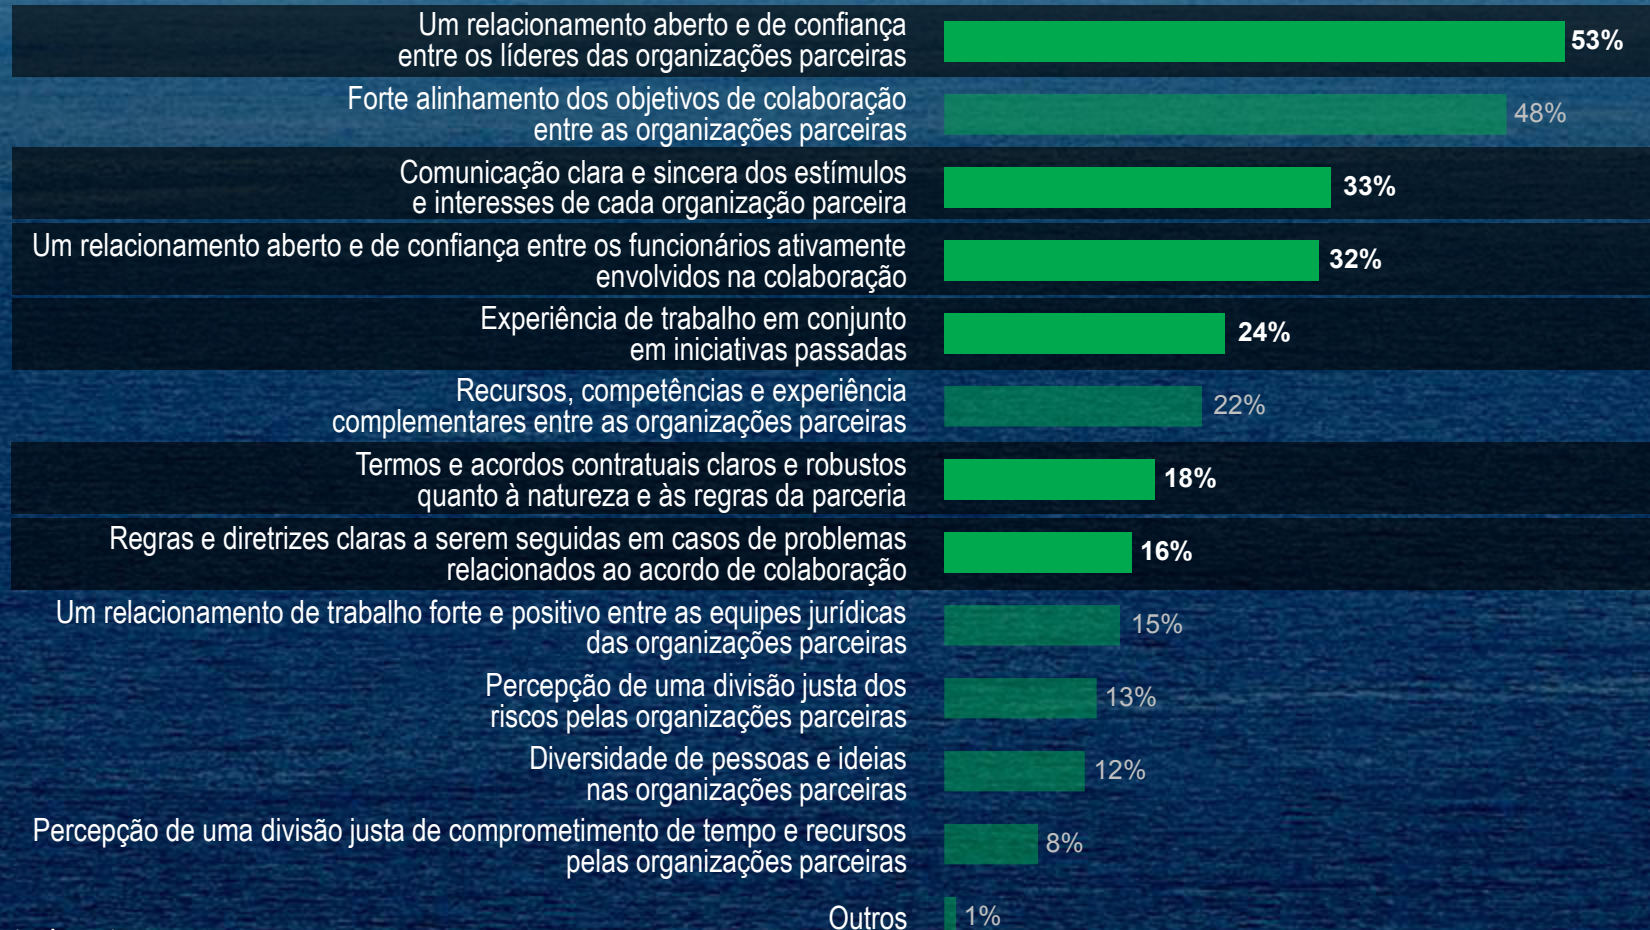 Um relacionamento aberto e de confiança
entre os líderes das organizações parceiras
53%
Forte alinhamento dos objetivos de colaboração
entre as organizações parceiras
48%
Comunicação clara e sincera dos estímulos
e interesses de cada organização parceira
33%
Um relacionamento aberto e de confiança entre os funcionários ativamente
envolvidos na colaboração
32%
Experiência de trabalho em conjunto
em iniciativas passadas
24%
Recursos, competências e experiência
complementares entre as organizações parceiras
22%
Termos e acordos contratuais claros e robustos
quanto à natureza e às regras da parceria
18%
Regras e diretrizes claras a serem seguidas em casos de problemas
relacionados ao acordo de colaboração
16%
Um relacionamento de trabalho forte e positivo entre as equipes jurídicas
das organizações parceiras
15%
Percepção de uma divisão justa dos
riscos pelas organizações parceiras
13%
Diversidade de pessoas e ideias
nas organizações parceiras
12%
Percepção de uma divisão justa de comprometimento de tempo e recursos
pelas organizações parceiras
8%
Outros
1%